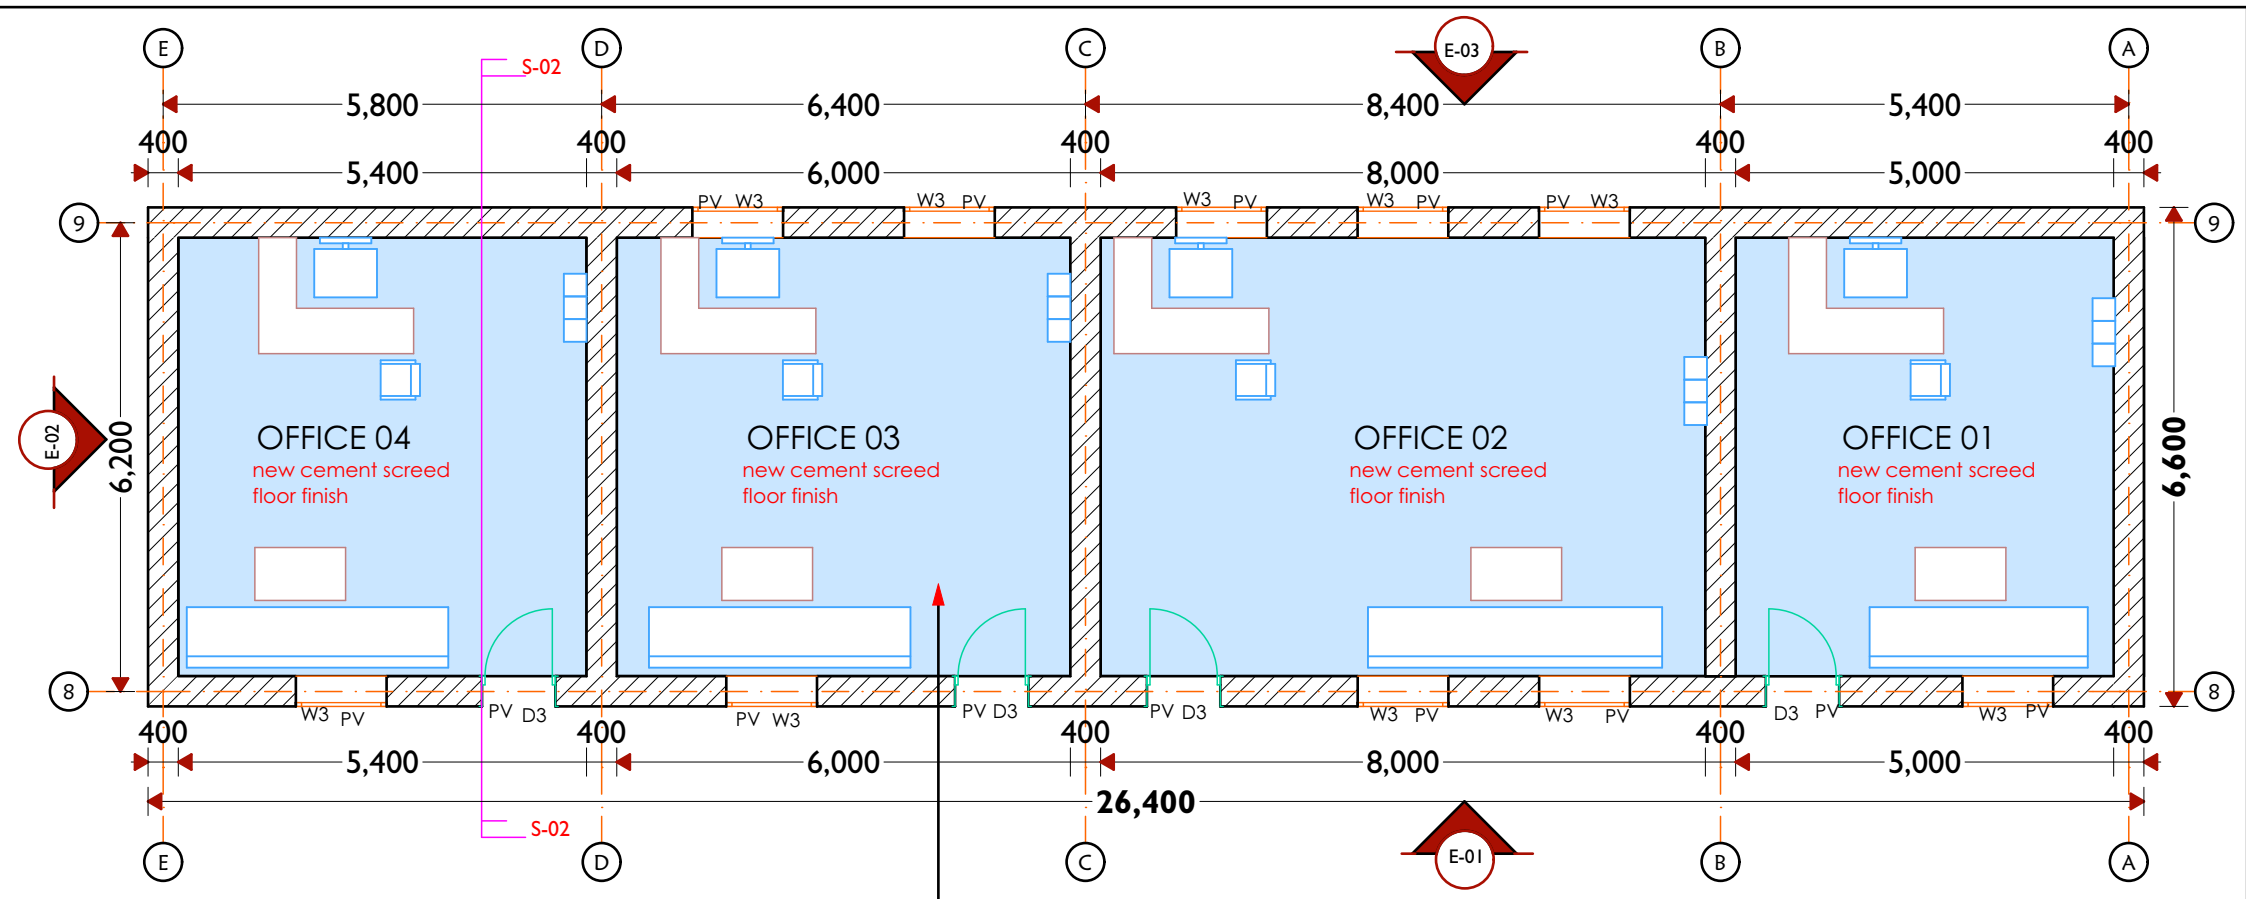 E D C B A
E-03
S-02
5,800 6,400 8,400 5,400
400 400 400 400 400
5,400 6,000 8,000 5,000
PV W3 W3 PV W3 PV W3 PV PV W3
9 9
OFFICE 04 OFFICE 03 OFFICE 02 OFFICE 01
new cement screed new cement screed new cement screed new cement screed
floor finish floor finish floor finish floor finish
E-02
6,200
6,600
8 8
W3 PV PV D3 PV W3 PV D3 PV D3 W3 PV W3 PV D3 PV W3 PV
400 400 400 400 400
5,400 6,000 8,000 5,000
26,400
S-02
E-01
E D C B A